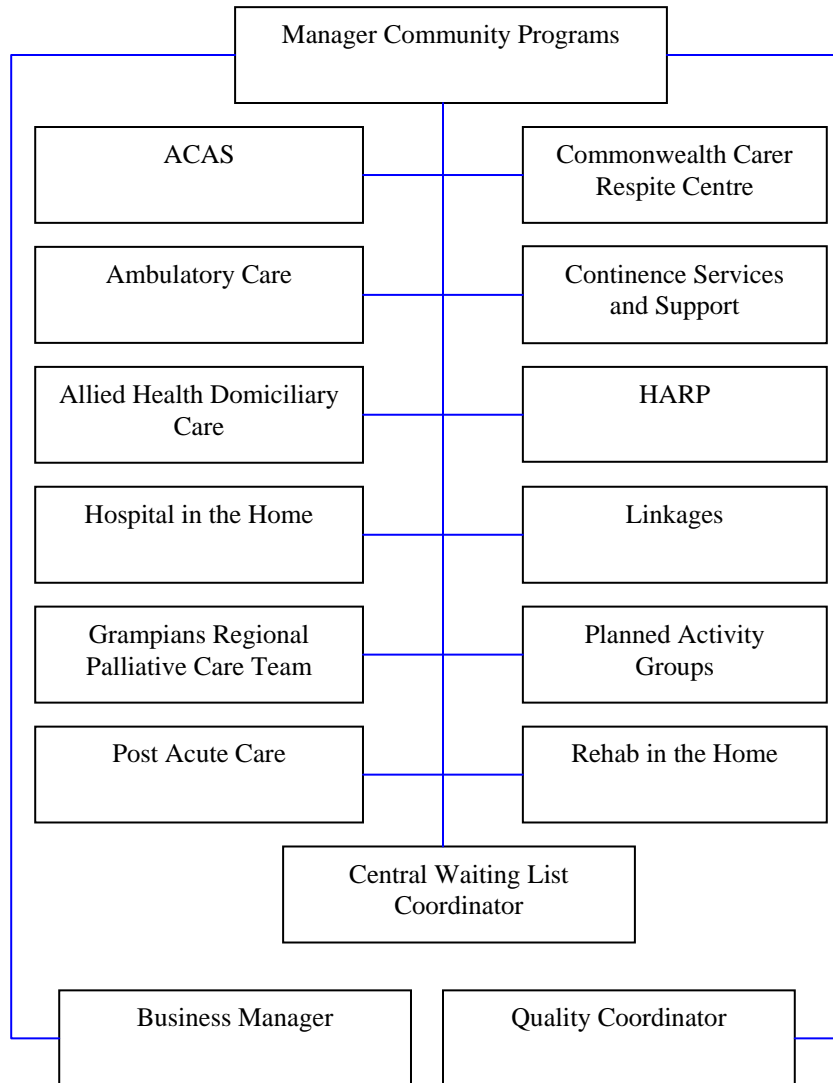 Manager Community Programs
ACAS
Commonwealth Carer
Respite Centre
Ambulatory Care
Continence Services
and Support
Allied Health Domiciliary
Care
HARP
Hospital in the Home
Linkages
Grampians Regional
Palliative Care Team
Planned Activity
Groups
Post Acute Care
Rehab in the Home
Central Waiting List
Coordinator
Business Manager
Quality Coordinator